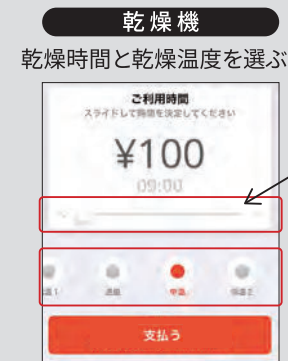 乾燥機
乾燥時間と乾燥温度を選ぶ
ご利用時間
スライドして時間を決定してください
¥100
09:00
中温
支払う